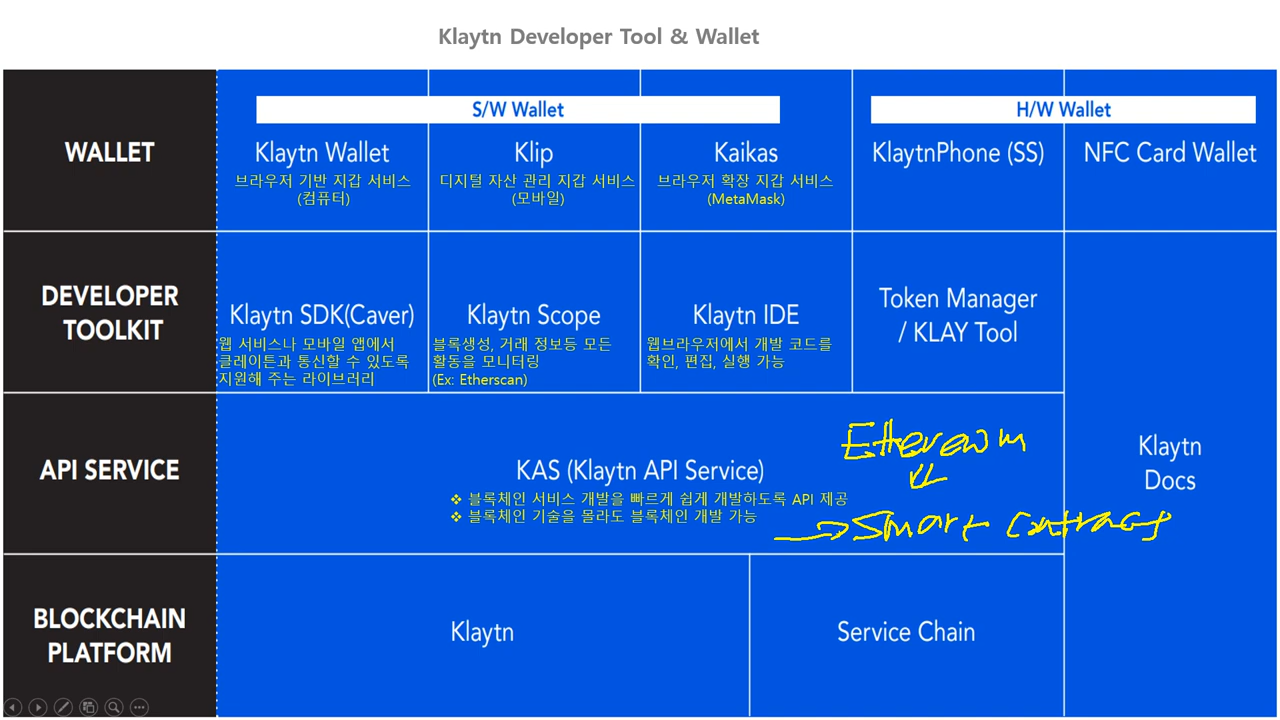 Klaytn Developer Tool & Wallet
WALLET
S/W Wallet
H/W Wallet
Klaytn Wallet
브라우저 기반 지갑 서비스
(컴퓨터)
Klip
디지털 자산 관리 지갑 서비스
(모바일)
Kaikas
브라우저 확장 지갑 서비스
(MetaMask)
KlaytnPhone (SS)
NFC Card Wallet
DEVELOPER
TOOLKIT
Klaytn SDK(Caver)
웹 서비스나 모바일 앱에서
클레이튼과 통신할 수 있도록
지원해 주는 라이브러리
Klaytn Scope
블록생성, 거래 정보등 모든
활동을 모니터링
(Ex: Etherscan)
Klaytn IDE
웹브라우저에서 개발 코드를
확인, 편집, 실행 가능
Token Manager
/ KLAY Tool
API SERVICE
KAS (Klaytn API Service)
❖ 블록체인 서비스 개발을 빠르게 쉽게 개발하도록 API 제공
❖ 블록체인 기술을 몰라도 블록체인 개발 가능
Ethereum
→ Smart contract
Klaytn
Docs
BLOCKCHAIN
PLATFORM
Klaytn
Service Chain